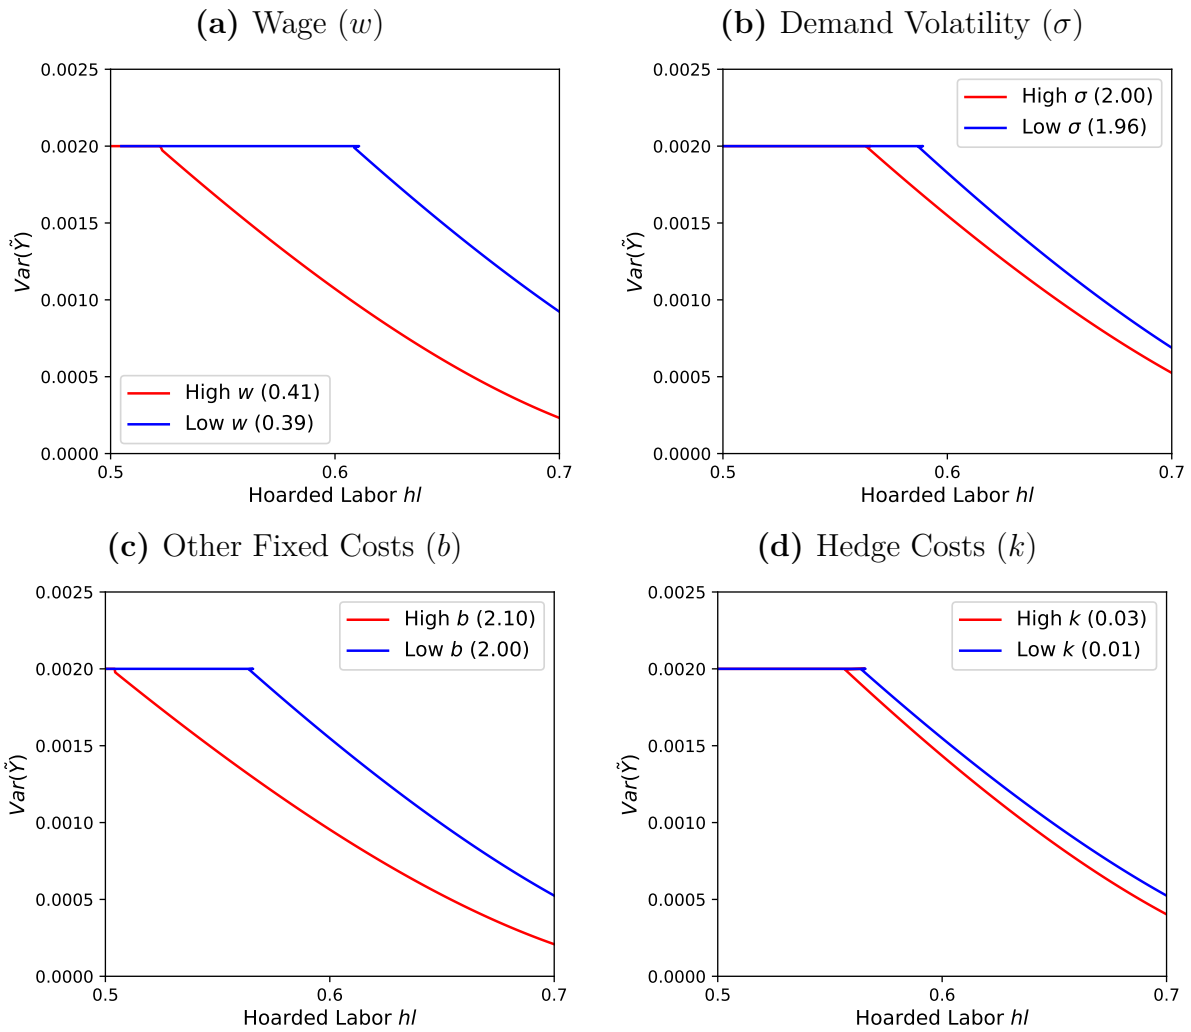 (a) Wage (w)
0.0025
0.0020
0.0015
0.0010
0.0005
0.0000
Var(Ỹ)
High w (0.41)
Low w (0.39)
0.5 0.6 0.7
Hoarded Labor hl
(b) Demand Volatility (σ)
0.0025
0.0020
0.0015
0.0010
0.0005
0.0000
Var(Ỹ)
High σ (2.00)
Low σ (1.96)
0.5 0.6 0.7
Hoarded Labor hl
(c) Other Fixed Costs (b)
0.0025
0.0020
0.0015
0.0010
0.0005
0.0000
Var(Ỹ)
High b (2.10)
Low b (2.00)
0.5 0.6 0.7
Hoarded Labor hl
(d) Hedge Costs (k)
0.0025
0.0020
0.0015
0.0010
0.0005
0.0000
Var(Ỹ)
High k (0.03)
Low k (0.01)
0.5 0.6 0.7
Hoarded Labor hl